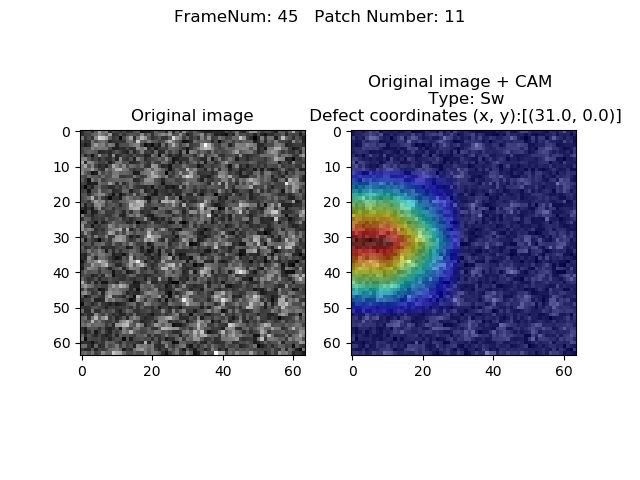 FrameNum: 45   Patch Number: 11
Original image
0
10
20
30
40
50
60
0 20 40 60
Original image + CAM
Type: Sw
Defect coordinates (x, y):[(31.0, 0.0)]
0
10
20
30
40
50
60
0 20 40 60